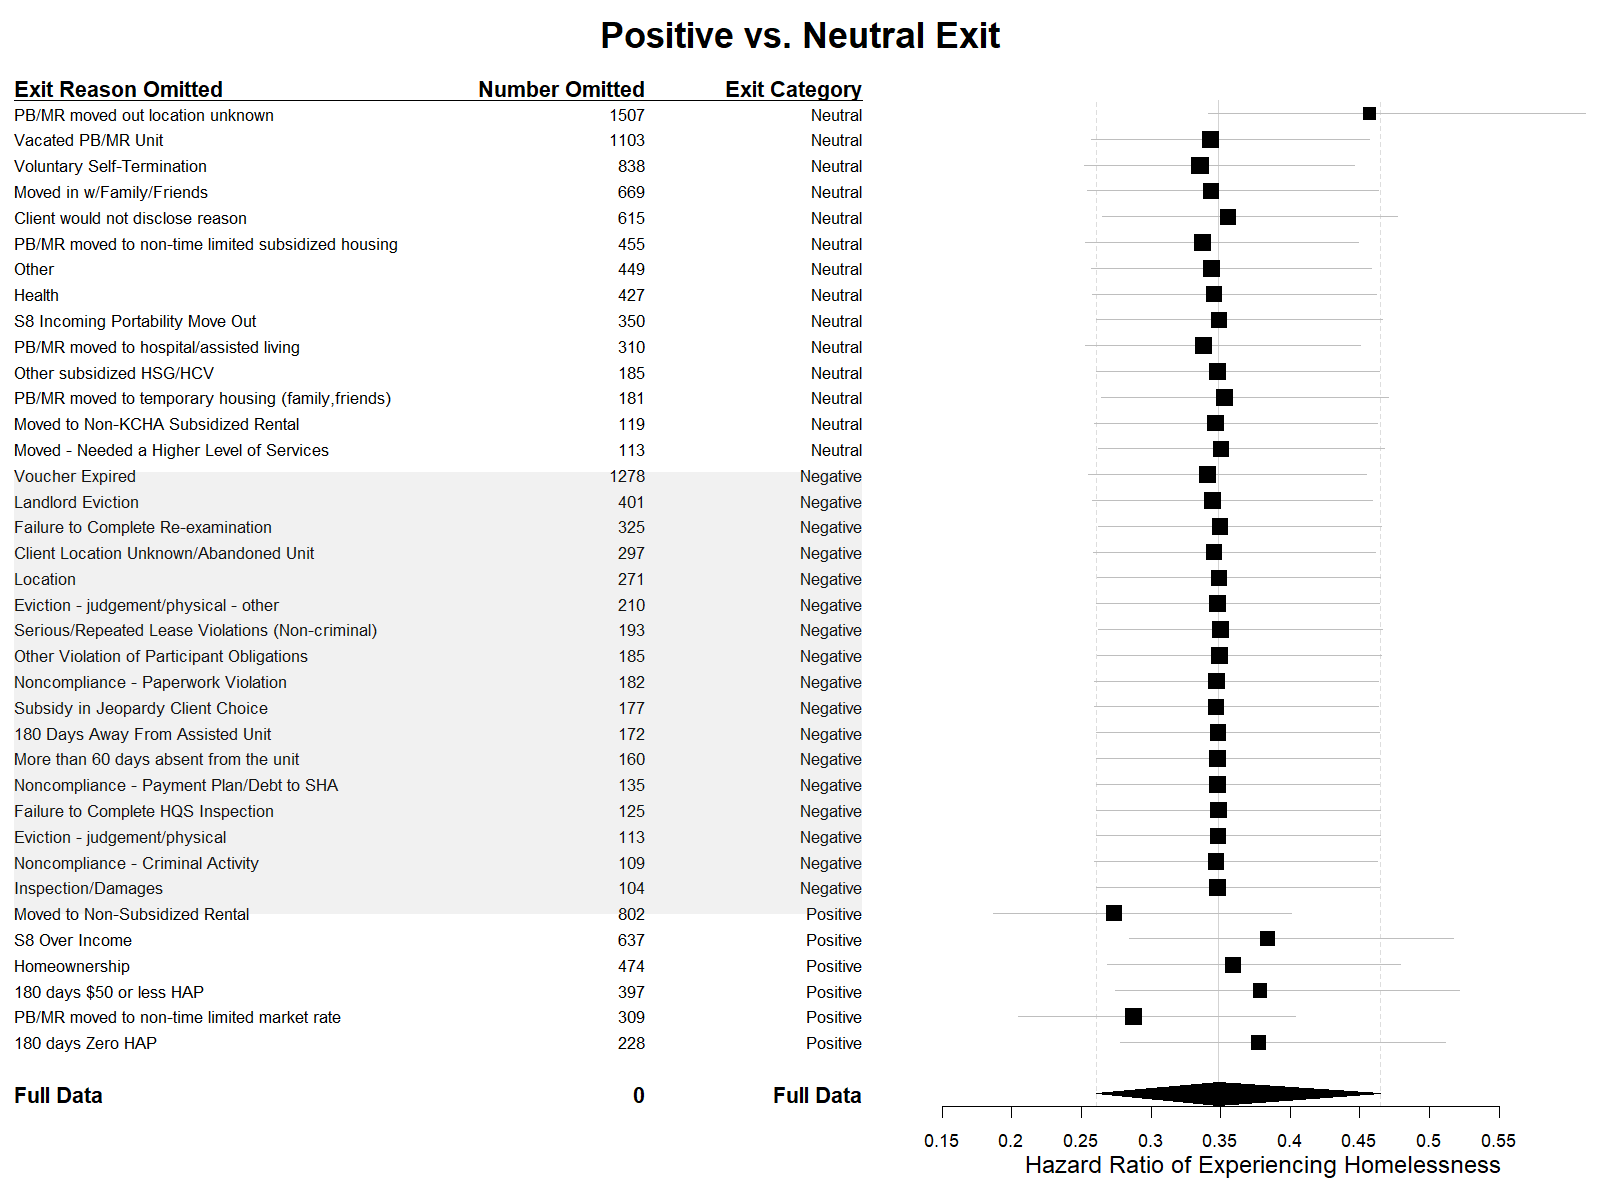 Positive vs. Neutral Exit
Exit Reason Omitted Number Omitted Exit Category
PB/MR moved out location unknown 1507 Neutral
Vacated PB/MR Unit 1103 Neutral
Voluntary Self-Termination 838 Neutral
Moved in w/Family/Friends 669 Neutral
Client would not disclose reason 615 Neutral
PB/MR moved to non-time limited subsidized housing 455 Neutral
Other 449 Neutral
Health 427 Neutral
S8 Incoming Portability Move Out 350 Neutral
PB/MR moved to hospital/assisted living 310 Neutral
Other subsidized HSG/HCV 185 Neutral
PB/MR moved to temporary housing (family,friends) 181 Neutral
Moved to Non-KCHA Subsidized Rental 119 Neutral
Moved - Needed a Higher Level of Services 113 Neutral
Voucher Expired 1278 Negative
Landlord Eviction 401 Negative
Failure to Complete Re-examination 325 Negative
Client Location Unknown/Abandoned Unit 297 Negative
Location 271 Negative
Eviction - judgement/physical - other 210 Negative
Serious/Repeated Lease Violations (Non-criminal) 193 Negative
Other Violation of Participant Obligations 185 Negative
Noncompliance - Paperwork Violation 182 Negative
Subsidy in Jeopardy Client Choice 177 Negative
180 Days Away From Assisted Unit 172 Negative
More than 60 days absent from the unit 160 Negative
Noncompliance - Payment Plan/Debt to SHA 135 Negative
Failure to Complete HQS Inspection 125 Negative
Eviction - judgement/physical 113 Negative
Noncompliance - Criminal Activity 109 Negative
Inspection/Damages 104 Negative
Moved to Non-Subsidized Rental 802 Positive
S8 Over Income 637 Positive
Homeownership 474 Positive
180 days $50 or less HAP 397 Positive
PB/MR moved to non-time limited market rate 309 Positive
180 days Zero HAP 228 Positive
Full Data 0 Full Data
0.15 0.2 0.25 0.3 0.35 0.4 0.45 0.5 0.55
Hazard Ratio of Experiencing Homelessness